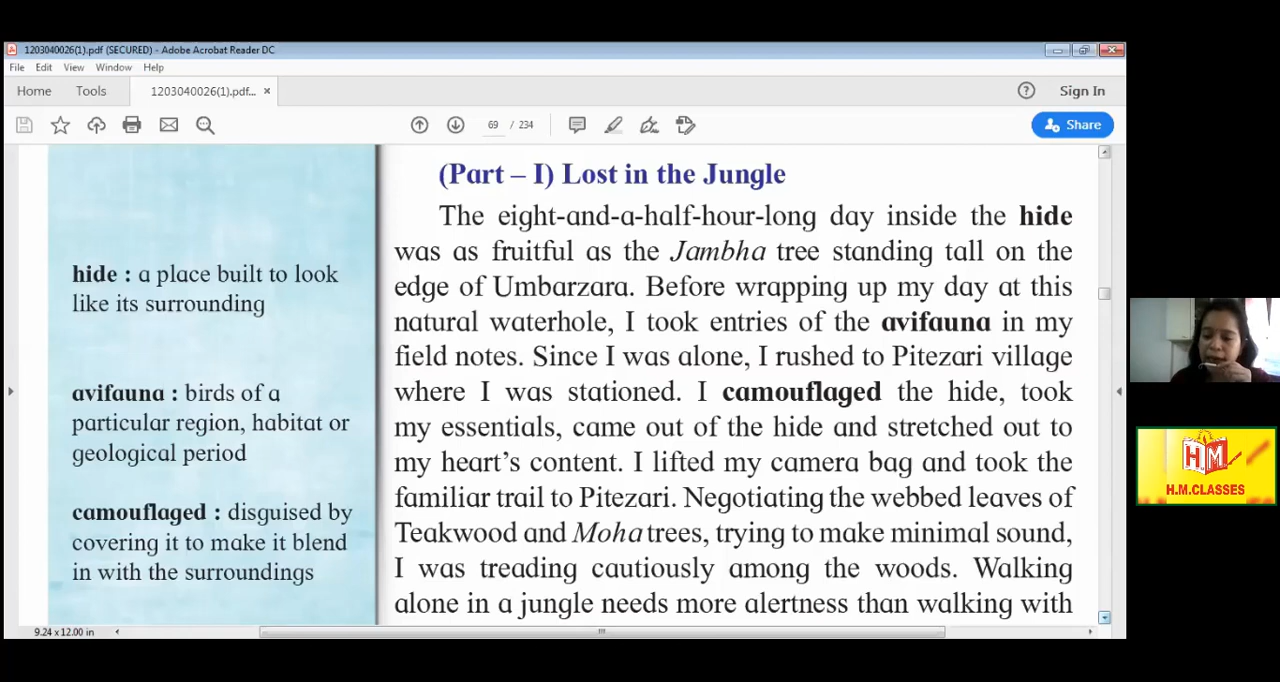 1203040026(1).pdf (SECURED) - Adobe Acrobat Reader DC
File Edit View Window Help
Home Tools 1203040026(1).pdf... × ? Sign In
69 / 234 Share
(Part – I) Lost in the Jungle
The eight-and-a-half-hour-long day inside the hide
was as fruitful as the Jambha tree standing tall on the
edge of Umbarzara. Before wrapping up my day at this
natural waterhole, I took entries of the avifauna in my
field notes. Since I was alone, I rushed to Pitezari village
where I was stationed. I camouflaged the hide, took
my essentials, came out of the hide and stretched out to
my heart's content. I lifted my camera bag and took the
familiar trail to Pitezari. Negotiating the webbed leaves of
Teakwood and Moha trees, trying to make minimal sound,
I was treading cautiously among the woods. Walking
alone in a jungle needs more alertness than walking with
hide : a place built to look
like its surrounding
avifauna : birds of a
particular region, habitat or
geological period
camouflaged : disguised by
covering it to make it blend
in with the surroundings
9.24 x 12.00 in
H.M.
H.M.CLASSES